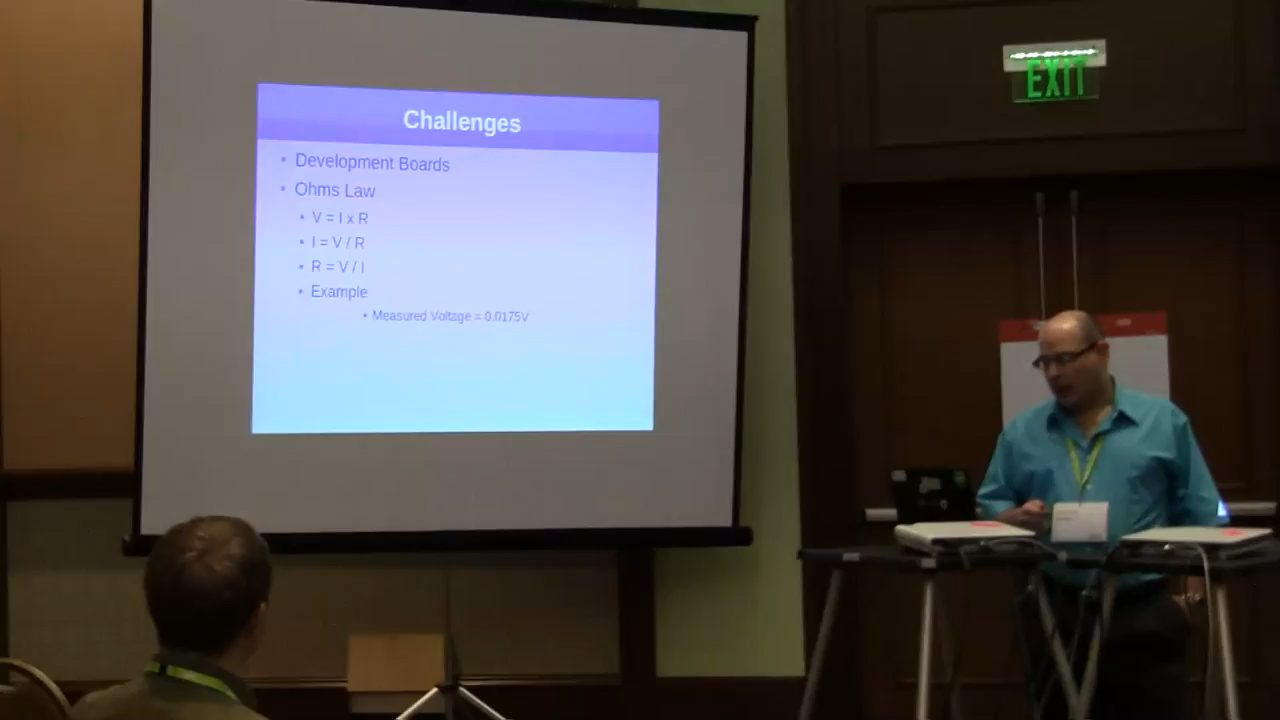 Challenges
• Development Boards
• Ohms Law
• V = I x R
• I = V / R
• R = V / I
• Example
• Measured Voltage = 0.0175V
EXIT